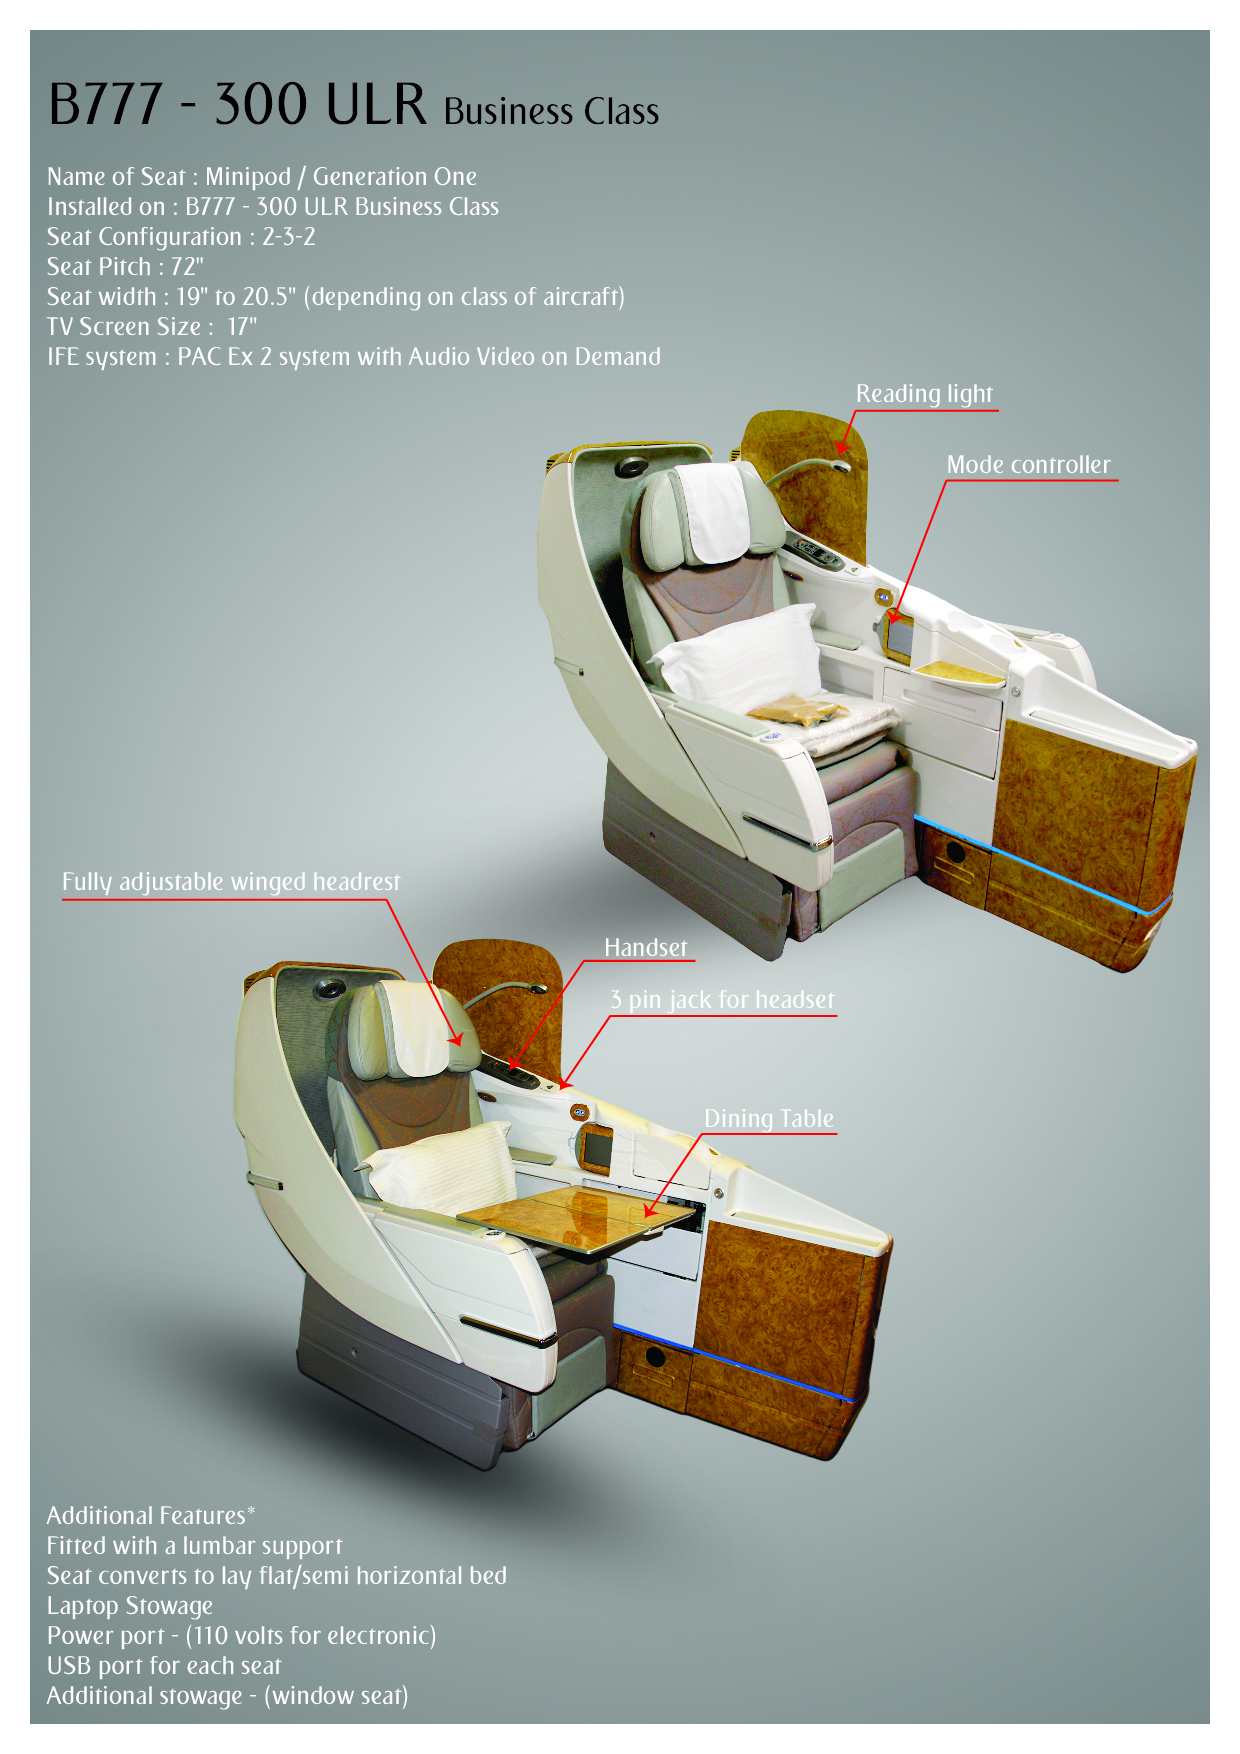 B777 - 300 ULR Business Class
Name of Seat : Minipod / Generation One
Installed on : B777 - 300 ULR Business Class
Seat Configuration : 2-3-2
Seat Pitch : 72"
Seat width : 19" to 20.5" (depending on class of aircraft)
TV Screen Size :  17"
IFE system : PAC Ex 2 system with Audio Video on Demand
Reading light
Mode controller
Fully adjustable winged headrest
Handset
3 pin jack for headset
Dining Table
Additional Features*
Fitted with a lumbar support
Seat converts to lay flat/semi horizontal bed
Laptop Stowage
Power port - (110 volts for electronic)
USB port for each seat
Additional stowage - (window seat)